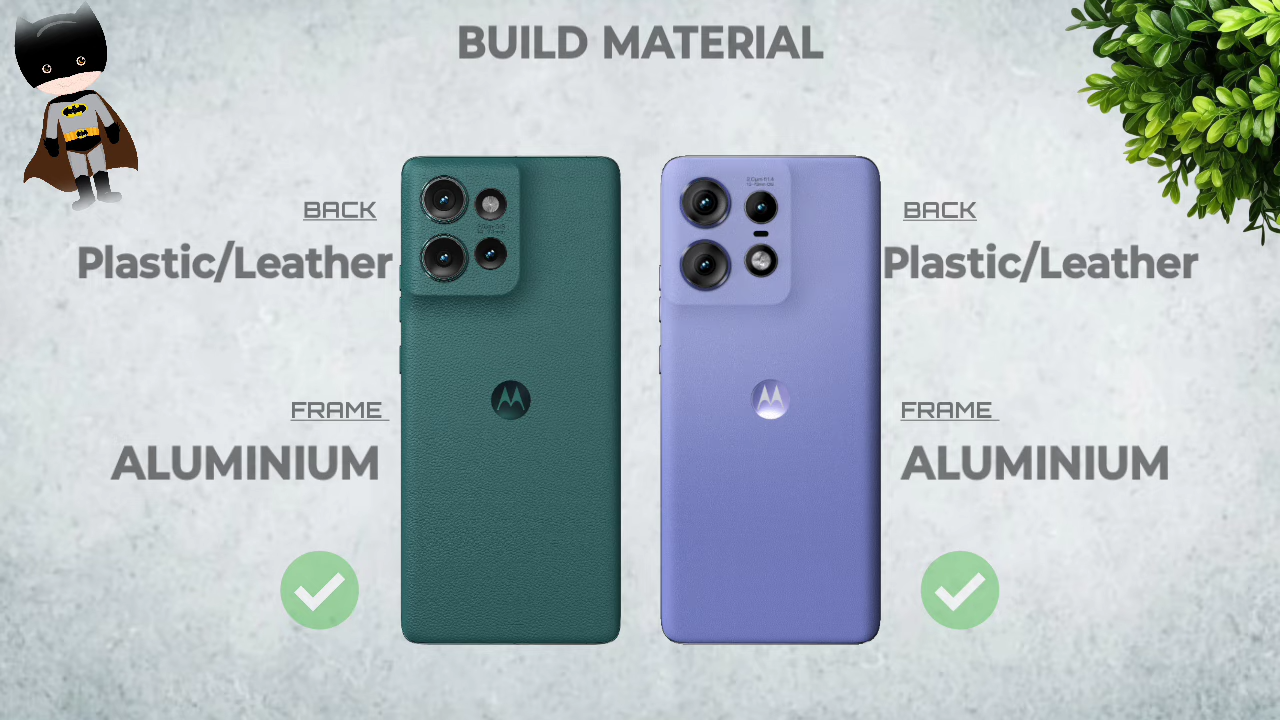 BUILD MATERIAL
BACK
Plastic/Leather
FRAME
ALUMINIUM
BACK
Plastic/Leather
FRAME
ALUMINIUM